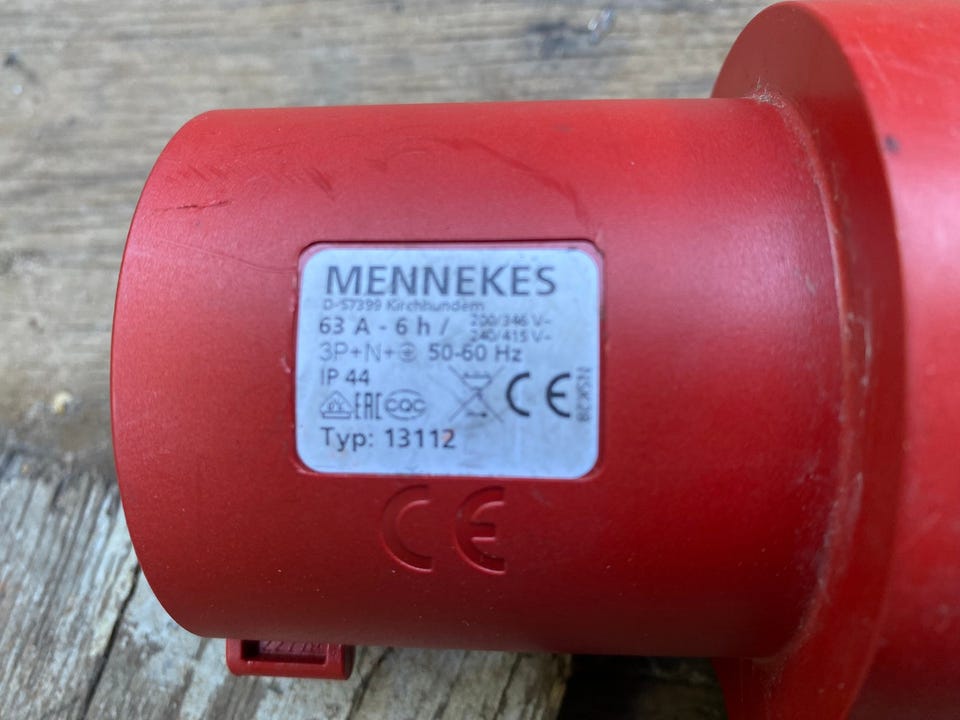 MENNEKES
D-57399 Kirchhundem
63 A - 6 h / 200/346 V~
240/415 V~
3P+N+⏚ 50-60 Hz
IP 44
EAC CQC CE
Typ: 13112
CE